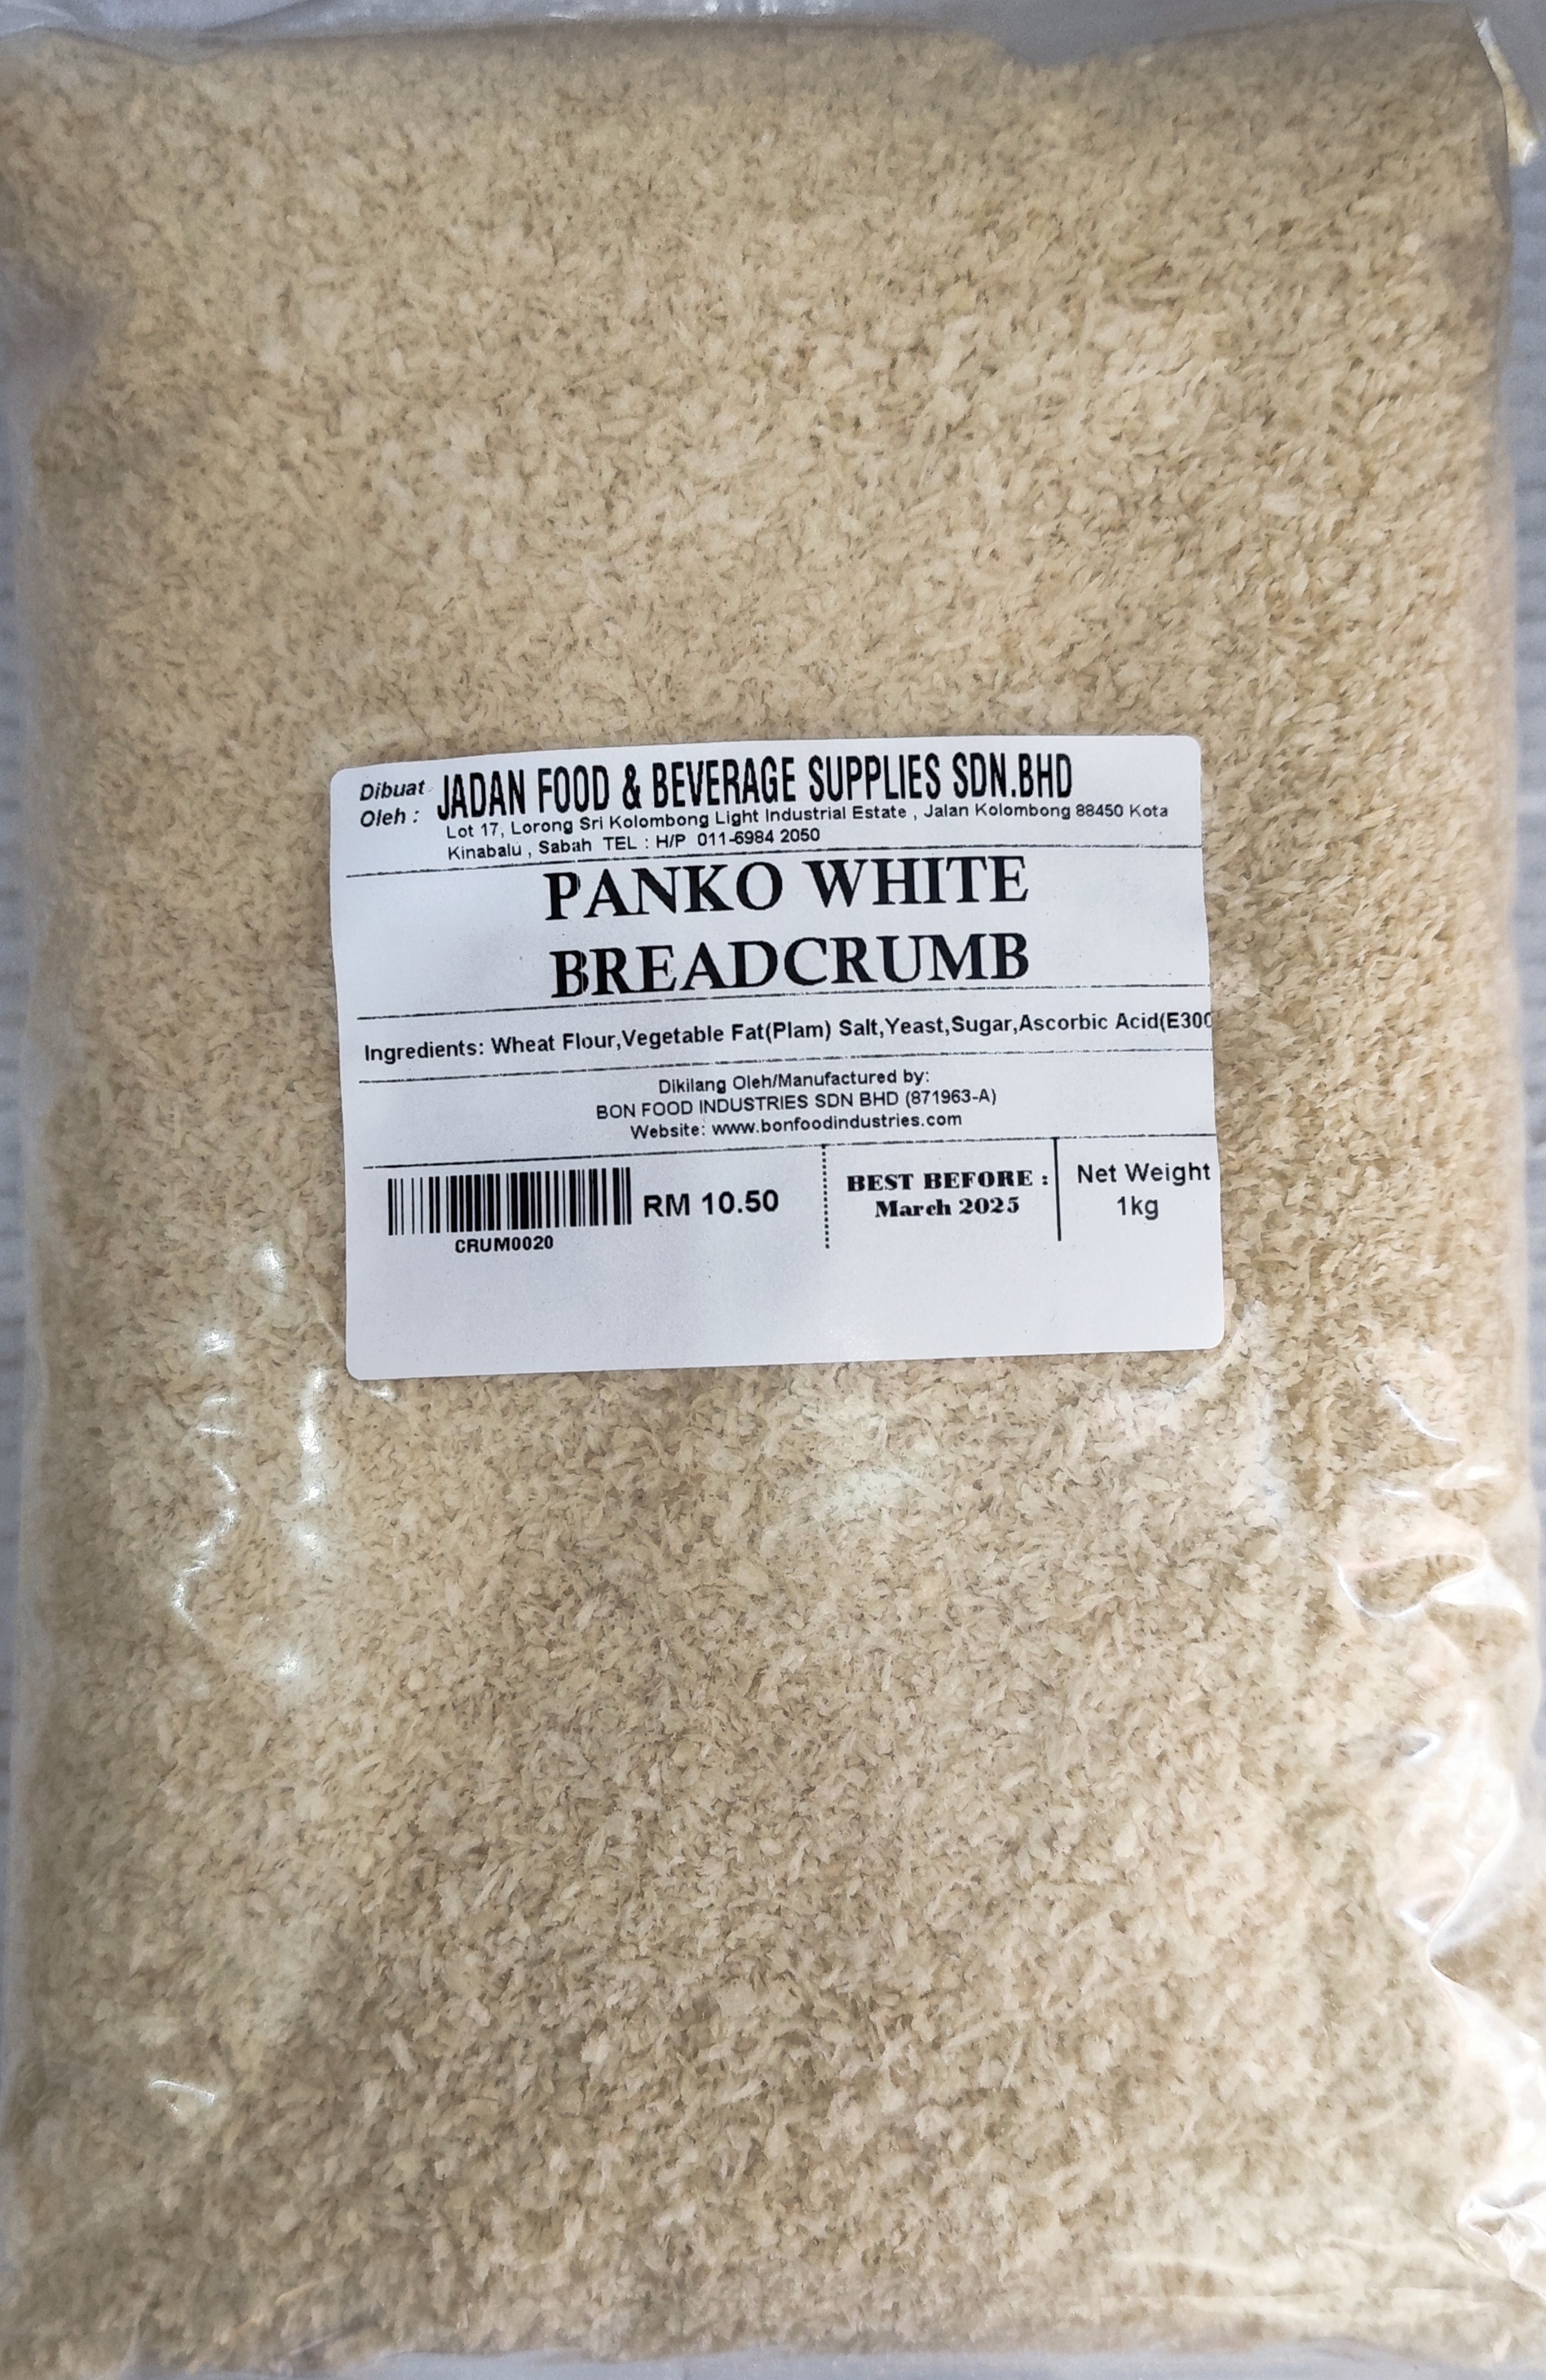 Dibuat Oleh : JADAN FOOD & BEVERAGE SUPPLIES SDN.BHD
Lot 17, Lorong Sri Kolombong Light Industrial Estate , Jalan Kolombong 88450 Kota
Kinabalu , Sabah TEL : H/P 011-6984 2050
PANKO WHITE
BREADCRUMB
Ingredients: Wheat Flour,Vegetable Fat(Plam) Salt,Yeast,Sugar,Ascorbic Acid(E300
Dikilang Oleh/Manufactured by:
BON FOOD INDUSTRIES SDN BHD (871963-A)
Website: www.bonfoodindustries.com
RM 10.50
CRUM0020
BEST BEFORE :
March 2025
Net Weight
1kg